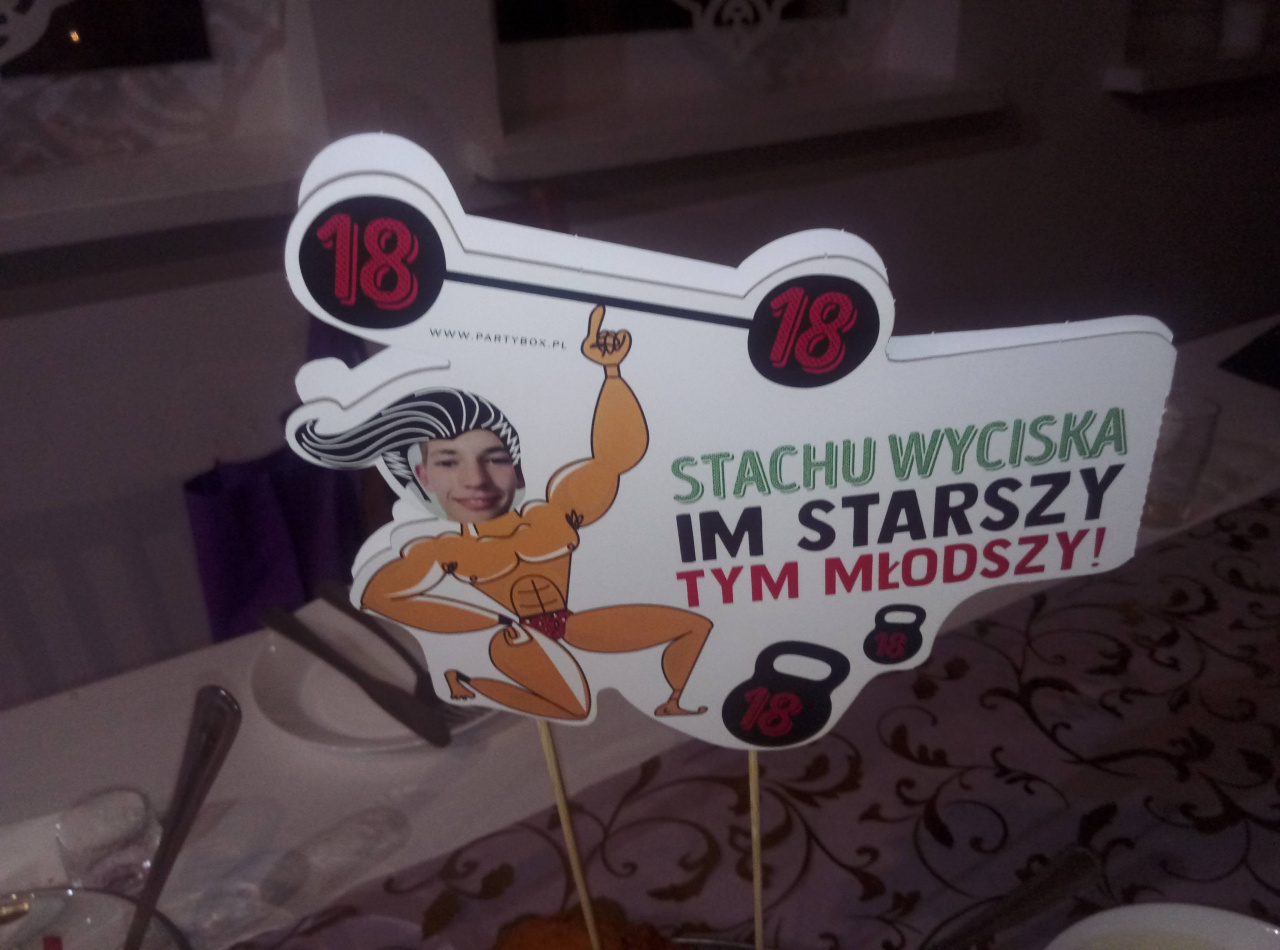 18
18
WWW.PARTYBOX.PL
STACHU WYCISKA
IM STARSZY
TYM MŁODSZY!
18
18